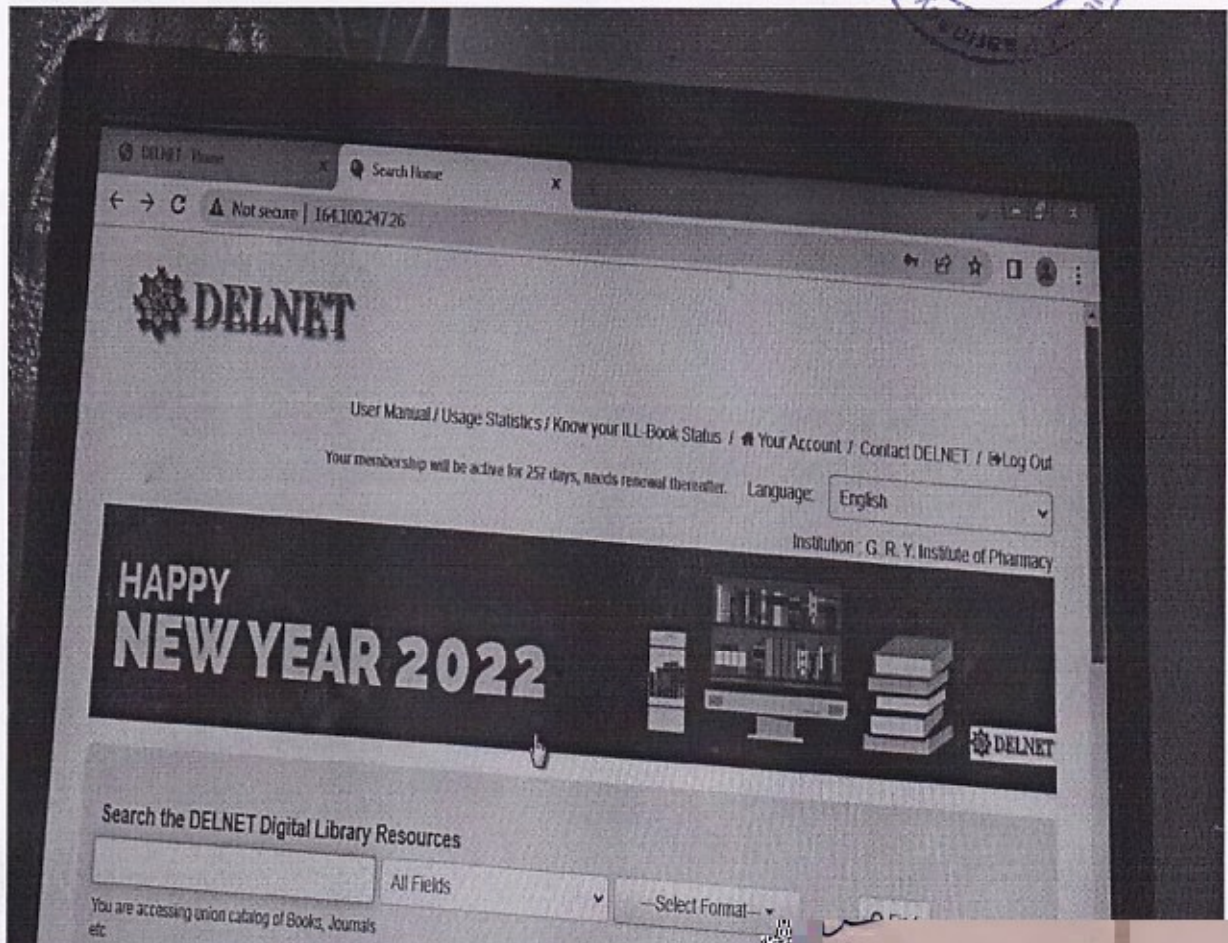 DELNET - Home
Search Home
Not secure | 164.100.247.26
DELNET
User Manual / Usage Statistics / Know your ILL-Book Status / Your Account / Contact DELNET / Log Out
Your membership will be active for 257 days, needs renewal thereafter. Language: English
Institution : G. R. Y. Institute of Pharmacy
HAPPY
NEW YEAR 2022
DELNET
Search the DELNET Digital Library Resources
All Fields
---Select Format---
You are accessing union catalog of Books, Journals
etc